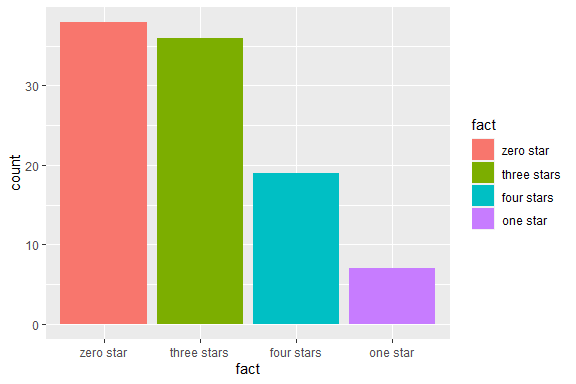 30
20
10
0
count
zero star
three stars
four stars
one star
fact
fact
zero star
three stars
four stars
one star